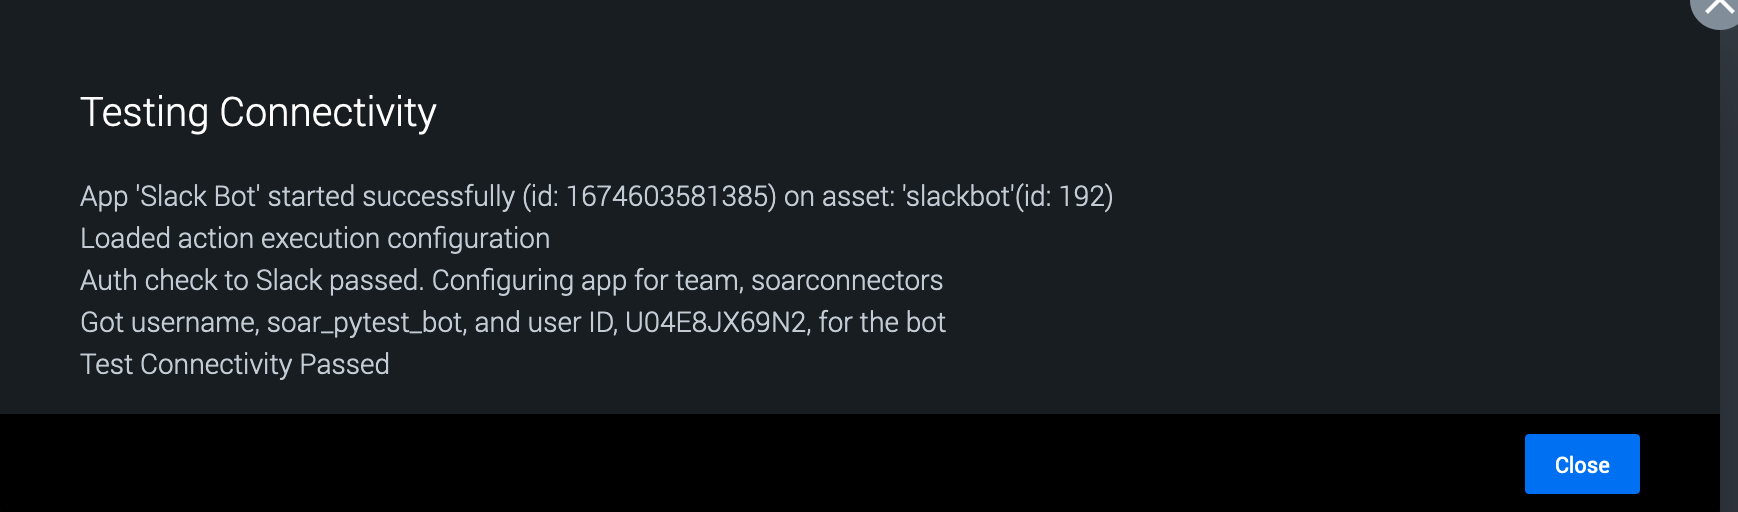 Testing Connectivity
App 'Slack Bot' started successfully (id: 1674603581385) on asset: 'slackbot'(id: 192)
Loaded action execution configuration
Auth check to Slack passed. Configuring app for team, soarconnectors
Got username, soar_pytest_bot, and user ID, U04E8JX69N2, for the bot
Test Connectivity Passed
Close